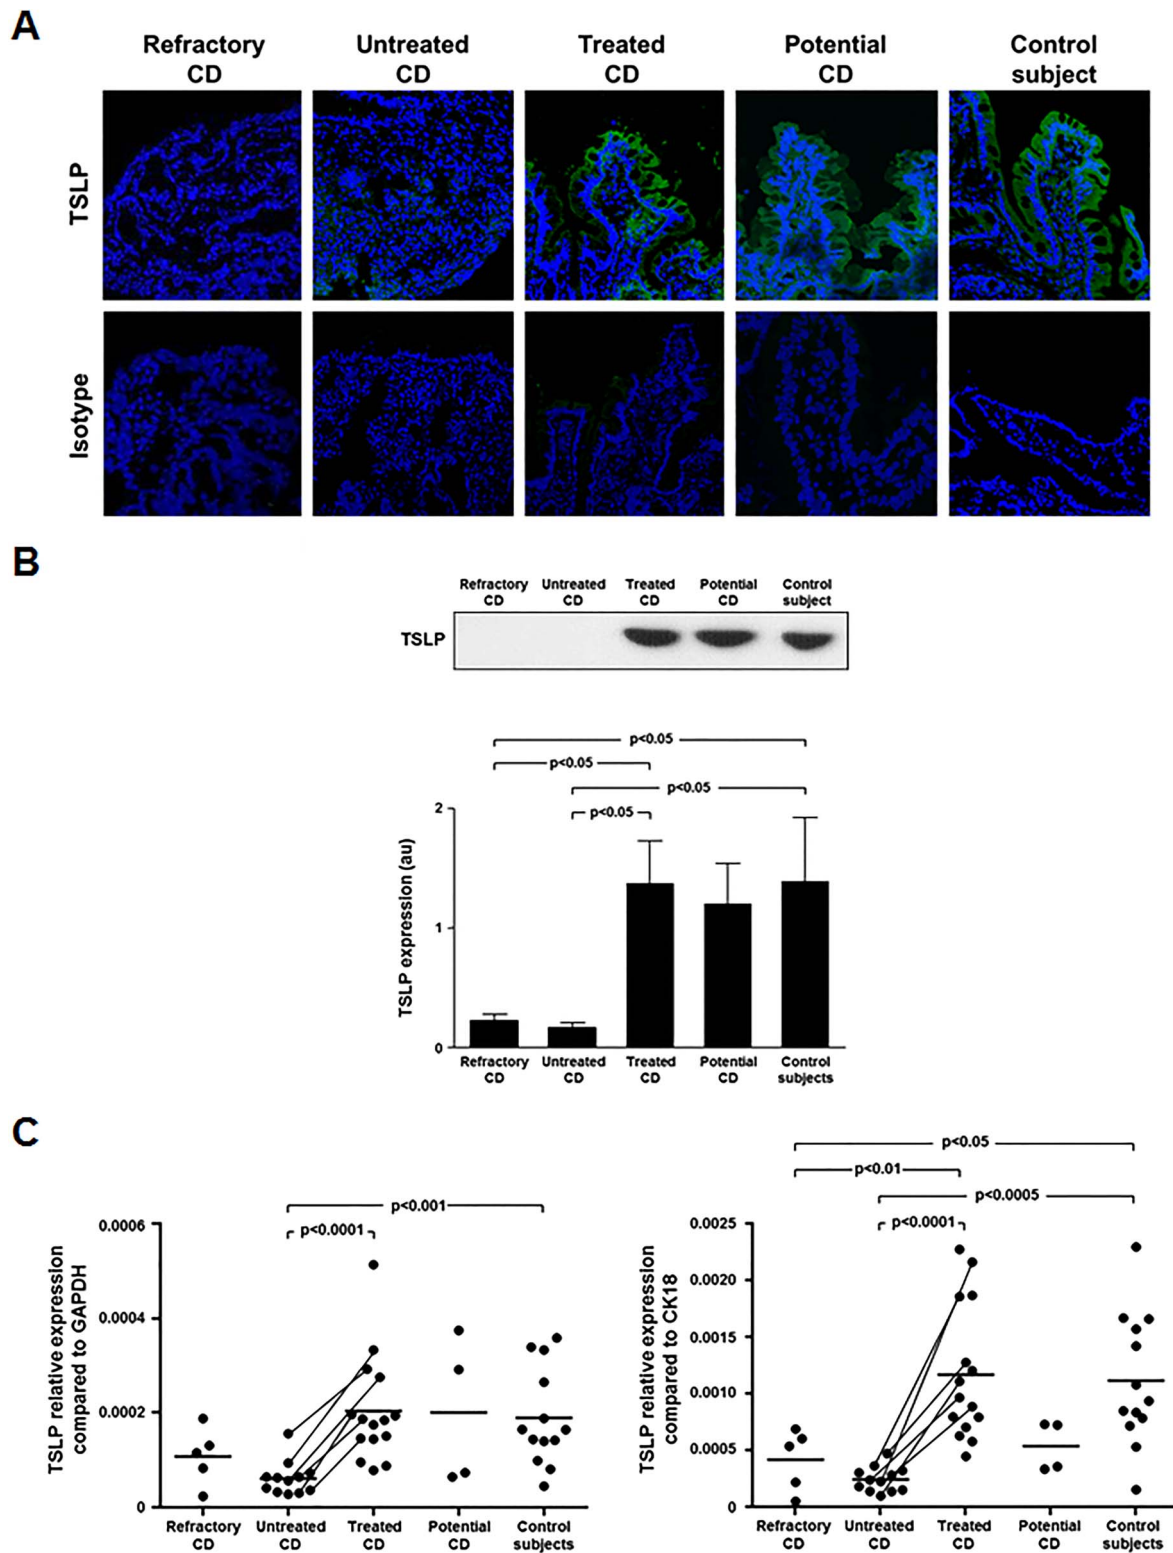 A
Refractory CD
Untreated CD
Treated CD
Potential CD
Control subject
TSLP
Isotype
B
Refractory CD
Untreated CD
Treated CD
Potential CD
Control subject
TSLP
p<0.05
p<0.05
p<0.05
p<0.05
TSLP expression (au)
2
1
0
Refractory CD
Untreated CD
Treated CD
Potential CD
Control subjects
C
p<0.001
p<0.0001
TSLP relative expression
compared to GAPDH
0.0006
0.0004
0.0002
0
Refractory CD
Untreated CD
Treated CD
Potential CD
Control subjects
p<0.05
p<0.01
p<0.0005
p<0.0001
TSLP relative expression
compared to CK18
0.0025
0.0020
0.0015
0.0010
0.0005
0
Refractory CD
Untreated CD
Treated CD
Potential CD
Control subjects